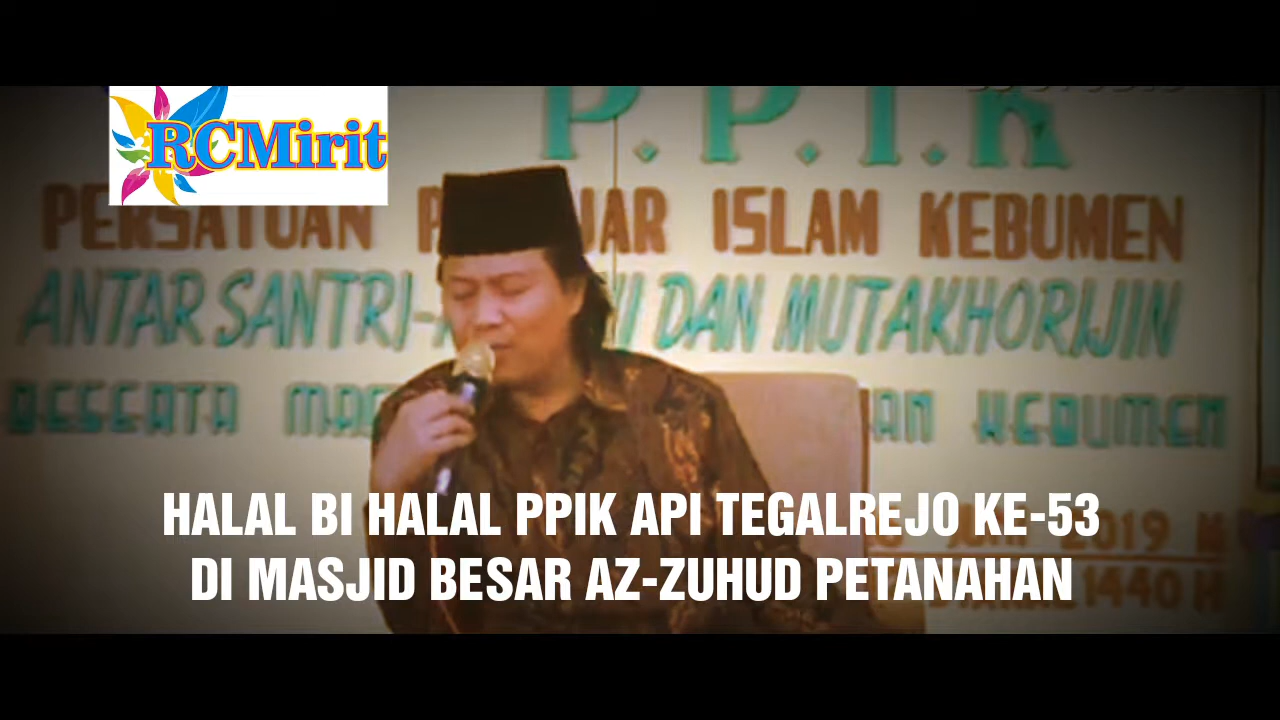 RCMirit
P.P.I.K
PERSATUAN ISLAM KEBUMEN
ANTAR SANTRI- DAN MUTAKHORIJIN
BESERTA KEBUMEN
HALAL BI HALAL PPIK API TEGALREJO KE-53
2019 M
DI MASJID BESAR AZ-ZUHUD PETANAHAN
1440 H